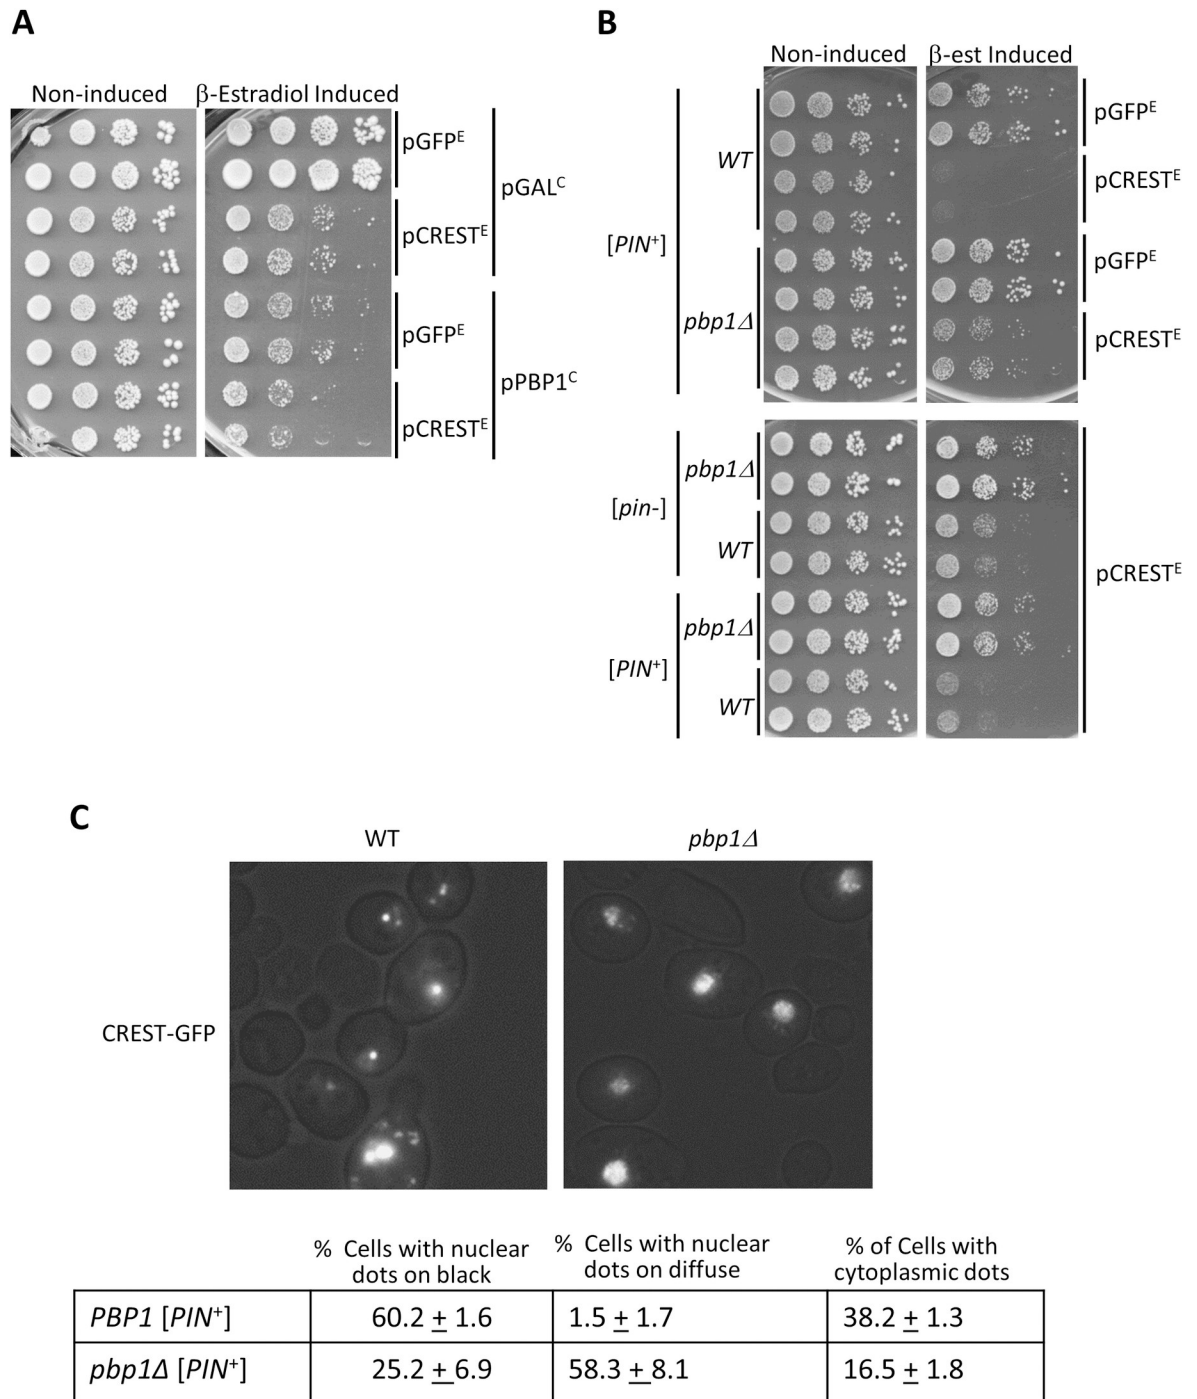 A
Non-induced
β-Estradiol Induced
pGFPᴱ
pCRESTᴱ
pGALC
pGFPᴱ
pCRESTᴱ
pPBP1C
B
Non-induced
β-est Induced
[PIN⁺]
WT
pbp1Δ
pGFPᴱ
pCRESTᴱ
pGFPᴱ
pCRESTᴱ
[pin-]
pbp1Δ
WT
[PIN⁺]
pbp1Δ
WT
pCRESTᴱ
C
WT
pbp1Δ
CREST-GFP
% Cells with nuclear
dots on black
% Cells with nuclear
dots on diffuse
% of Cells with
cytoplasmic dots
PBP1 [PIN⁺] 60.2 ± 1.6 1.5 ± 1.7 38.2 ± 1.3
pbp1Δ [PIN⁺] 25.2 ± 6.9 58.3 ± 8.1 16.5 ± 1.8